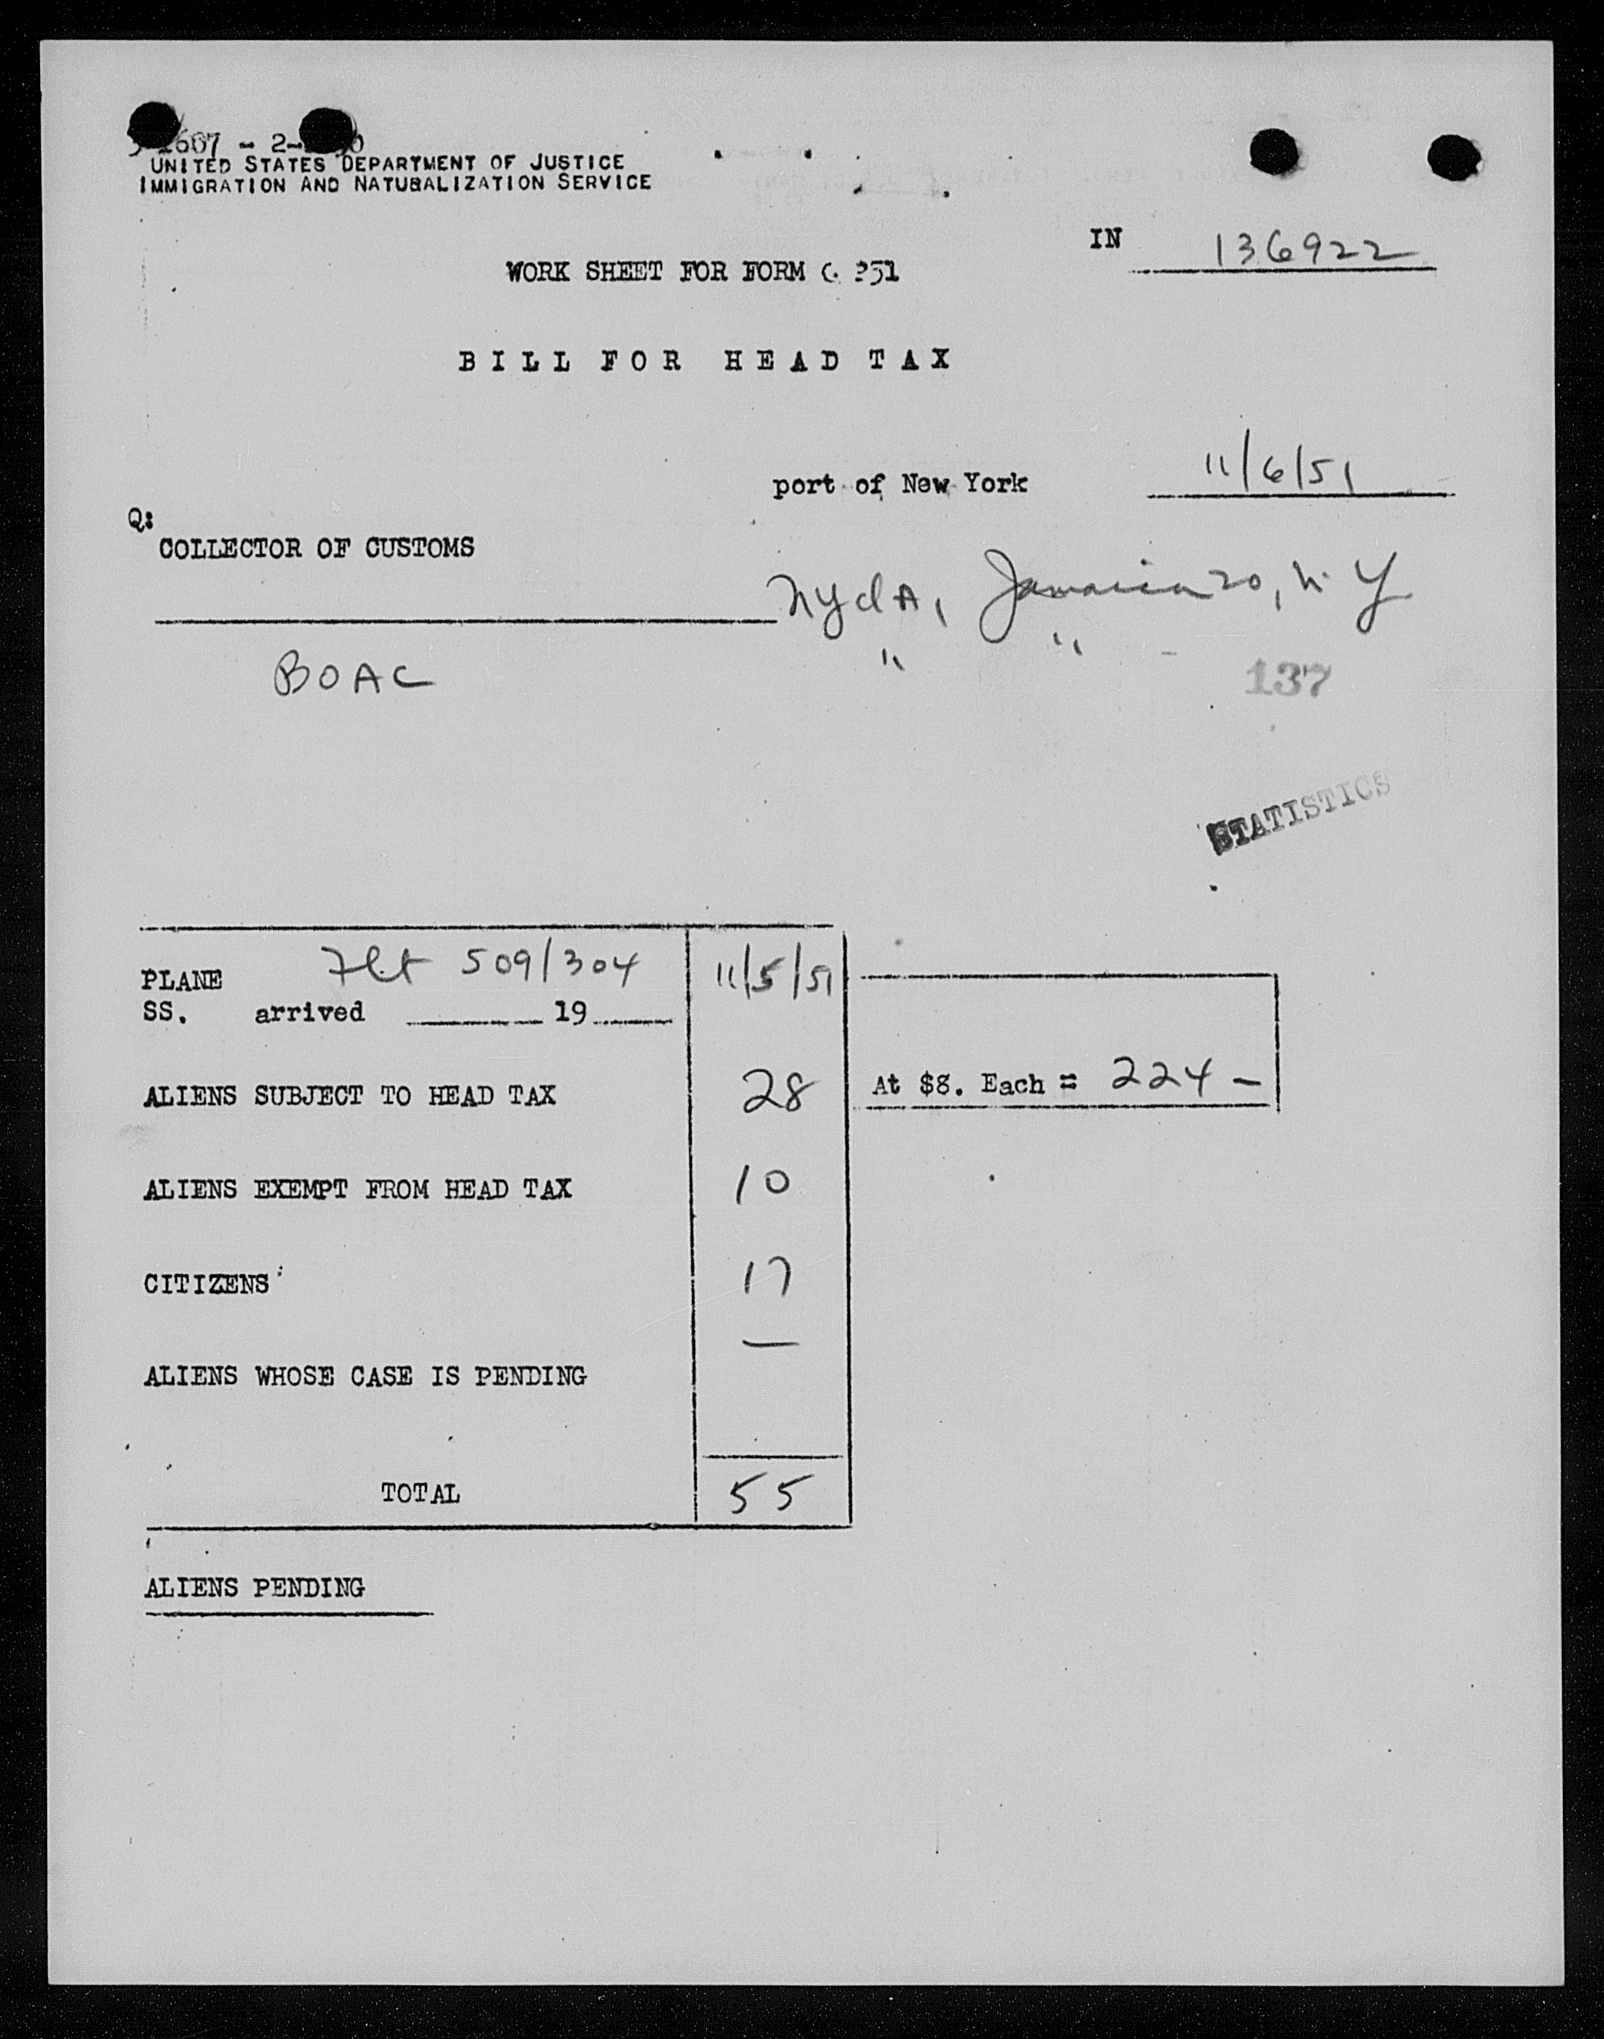 UNITED STATES DEPARTMENT OF JUSTICE
IMMIGRATION AND NATURALIZATION SERVICE
IN 136922
WORK SHEET FOR FORM
BILL FOR HEAD TAX
port of New York 11/6/51
Q:
COLLECTOR OF CUSTOMS
Jamaica 20, N.Y
BOAC " "
137
STATISTICS
PLANE Flt 509/304 11/5/51
SS. arrived 19
ALIENS SUBJECT TO HEAD TAX 28 At $8. Each = 224 —
ALIENS EXEMPT FROM HEAD TAX 10
CITIZENS 17
—
ALIENS WHOSE CASE IS PENDING
TOTAL 55
ALIENS PENDING